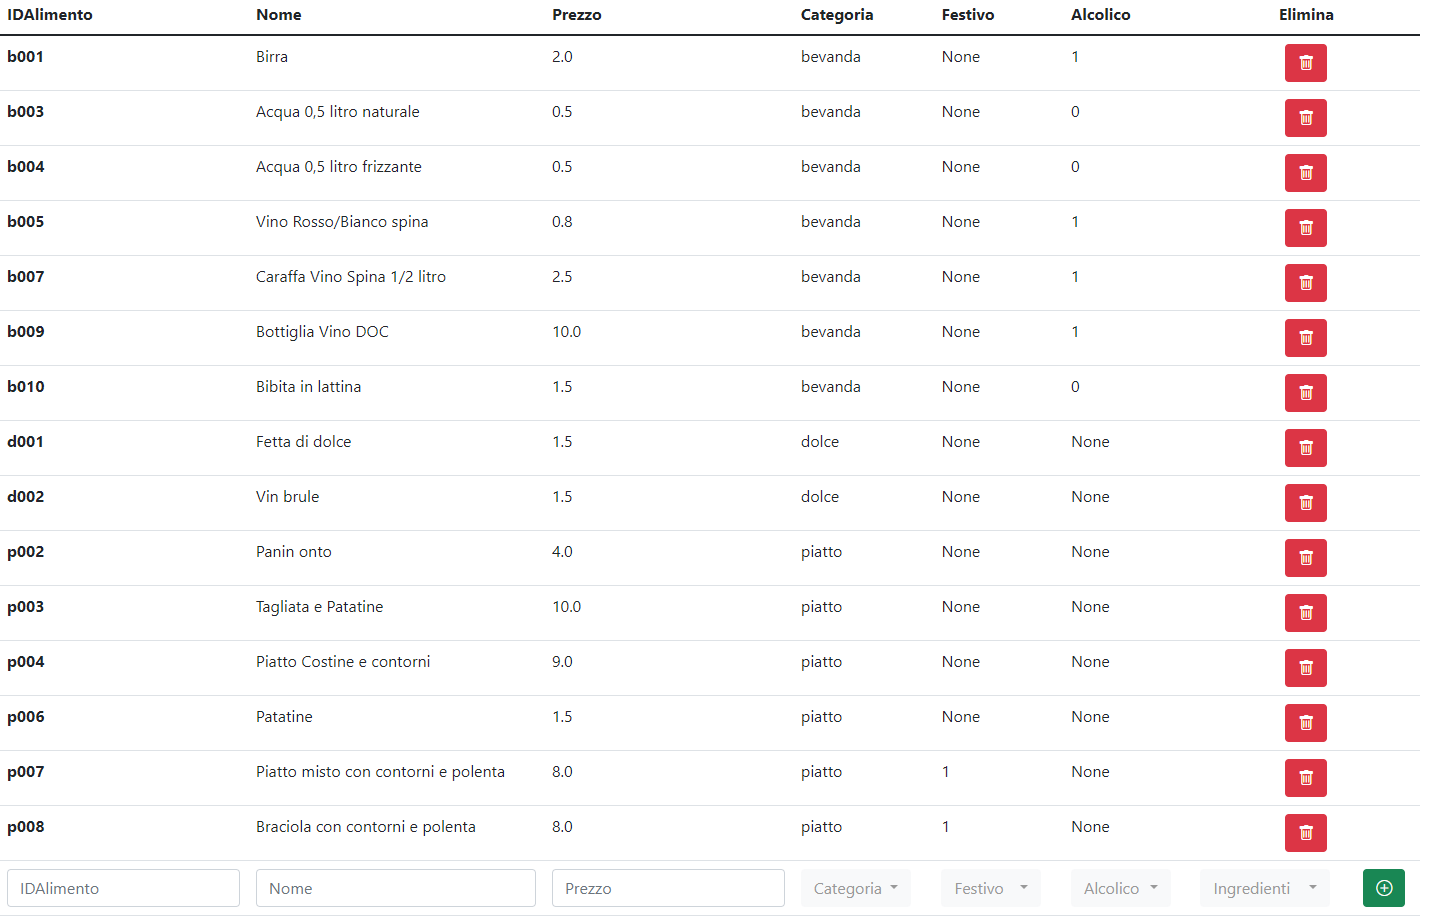 IDAlimento Nome Prezzo Categoria Festivo Alcolico Elimina
b001 Birra 2.0 bevanda None 1
b003 Acqua 0,5 litro naturale 0.5 bevanda None 0
b004 Acqua 0,5 litro frizzante 0.5 bevanda None 0
b005 Vino Rosso/Bianco spina 0.8 bevanda None 1
b007 Caraffa Vino Spina 1/2 litro 2.5 bevanda None 1
b009 Bottiglia Vino DOC 10.0 bevanda None 1
b010 Bibita in lattina 1.5 bevanda None 0
d001 Fetta di dolce 1.5 dolce None None
d002 Vin brule 1.5 dolce None None
p002 Panin onto 4.0 piatto None None
p003 Tagliata e Patatine 10.0 piatto None None
p004 Piatto Costine e contorni 9.0 piatto None None
p006 Patatine 1.5 piatto None None
p007 Piatto misto con contorni e polenta 8.0 piatto 1 None
p008 Braciola con contorni e polenta 8.0 piatto 1 None
IDAlimento Nome Prezzo Categoria Festivo Alcolico Ingredienti